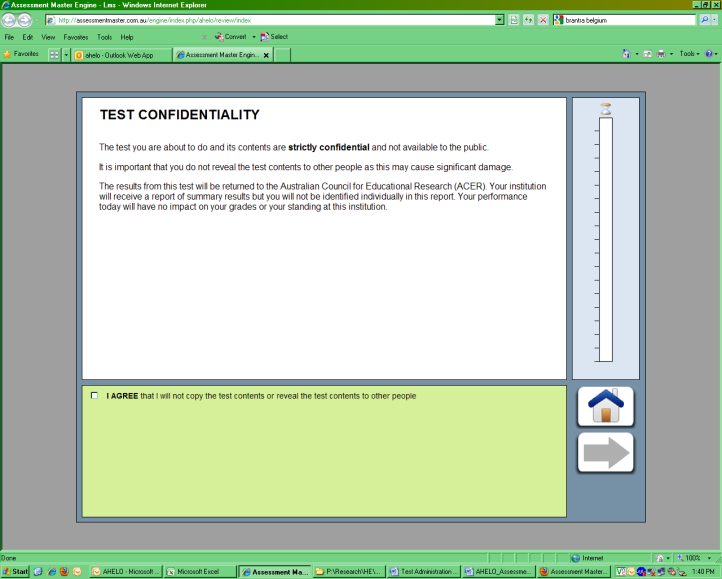 Assessment Master Engine - Lms - Windows Internet Explorer
http://assessmentmaster.com.au/engine/index.php/ahelo/review/index
brantra belgium
File Edit View Favorites Tools Help
x Convert Select
Favorites
ahelo - Outlook Web App
Assessment Master Engin... x
Tools
TEST CONFIDENTIALITY
The test you are about to do and its contents are strictly confidential and not available to the public.
It is important that you do not reveal the test contents to other people as this may cause significant damage.
The results from this test will be returned to the Australian Council for Educational Research (ACER). Your institution
will receive a report of summary results but you will not be identified individually in this report. Your performance
today will have no impact on your grades or your standing at this institution.
I AGREE that I will not copy the test contents or reveal the test contents to other people
Done
Internet
100%
Start
AHELO - Microsoft ...
Microsoft Excel
Assessment Ma...
P:\Research\HE\...
Test Administration...
AHELO_Assessme...
Assessment Master...
1:40 PM